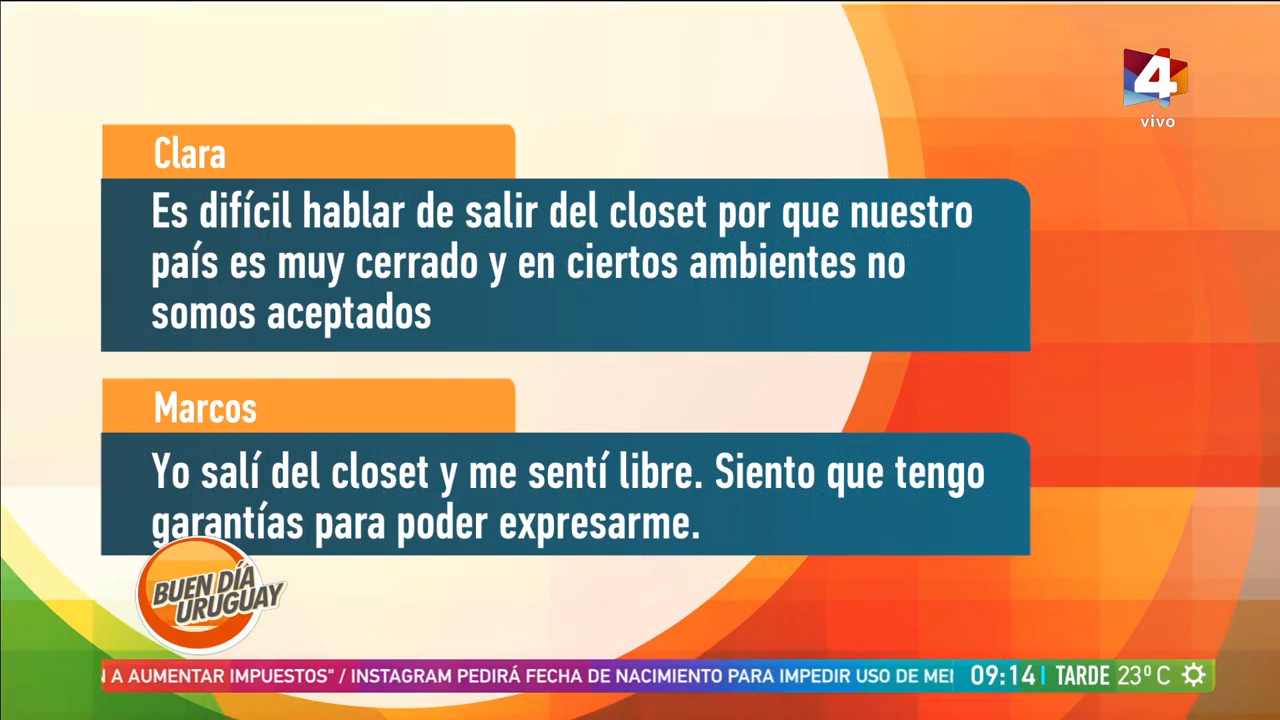 4
vivo
Clara
Es difícil hablar de salir del closet por que nuestro
país es muy cerrado y en ciertos ambientes no
somos aceptados
Marcos
Yo salí del closet y me sentí libre. Siento que tengo
garantías para poder expresarme.
BUEN DÍA
URUGUAY
N A AUMENTAR IMPUESTOS" / INSTAGRAM PEDIRÁ FECHA DE NACIMIENTO PARA IMPEDIR USO DE 09:14 TARDE 23º C